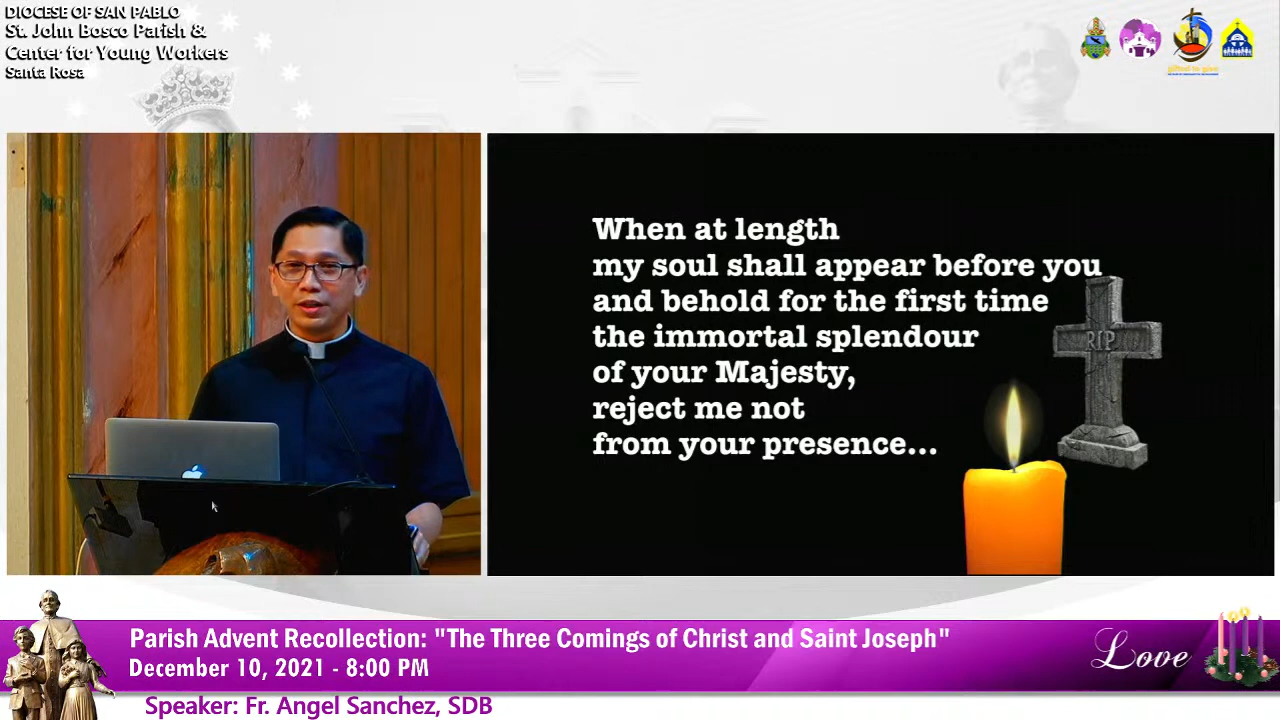 DIOCESE OF SAN PABLO
St. John Bosco Parish &
Center for Young Workers
Santa Rosa
gifted to give
When at length
my soul shall appear before you
and behold for the first time
the immortal splendour
of your Majesty,
reject me not
from your presence...
RIP
Parish Advent Recollection: "The Three Comings of Christ and Saint Joseph"
December 10, 2021 - 8:00 PM
Love
Speaker: Fr. Angel Sanchez, SDB